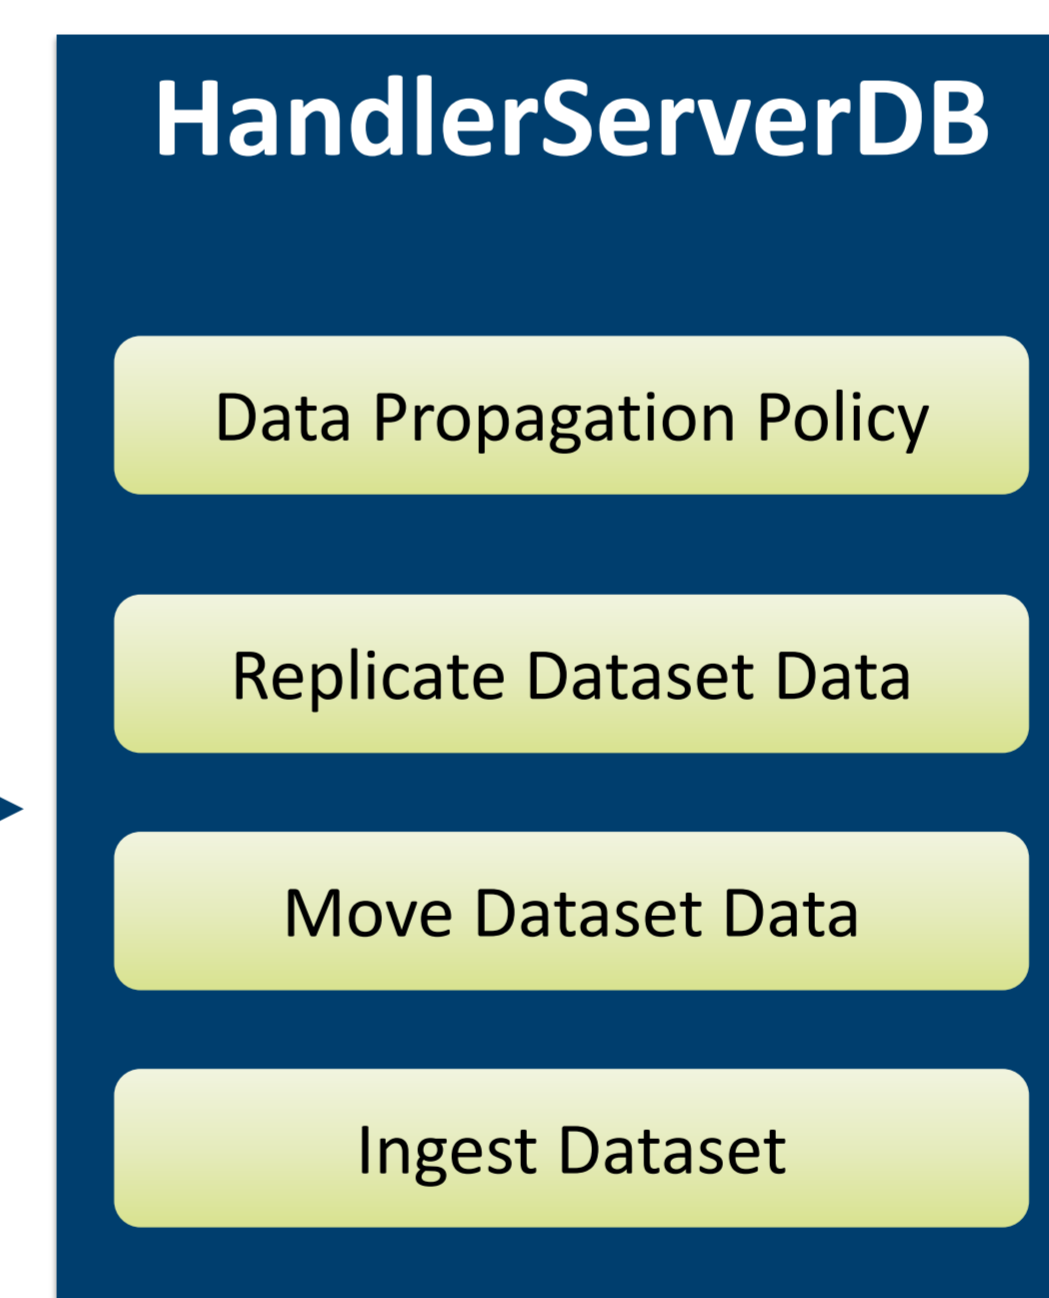 HandlerServerDB
Data Propagation Policy
Replicate Dataset Data
Move Dataset Data
Ingest Dataset